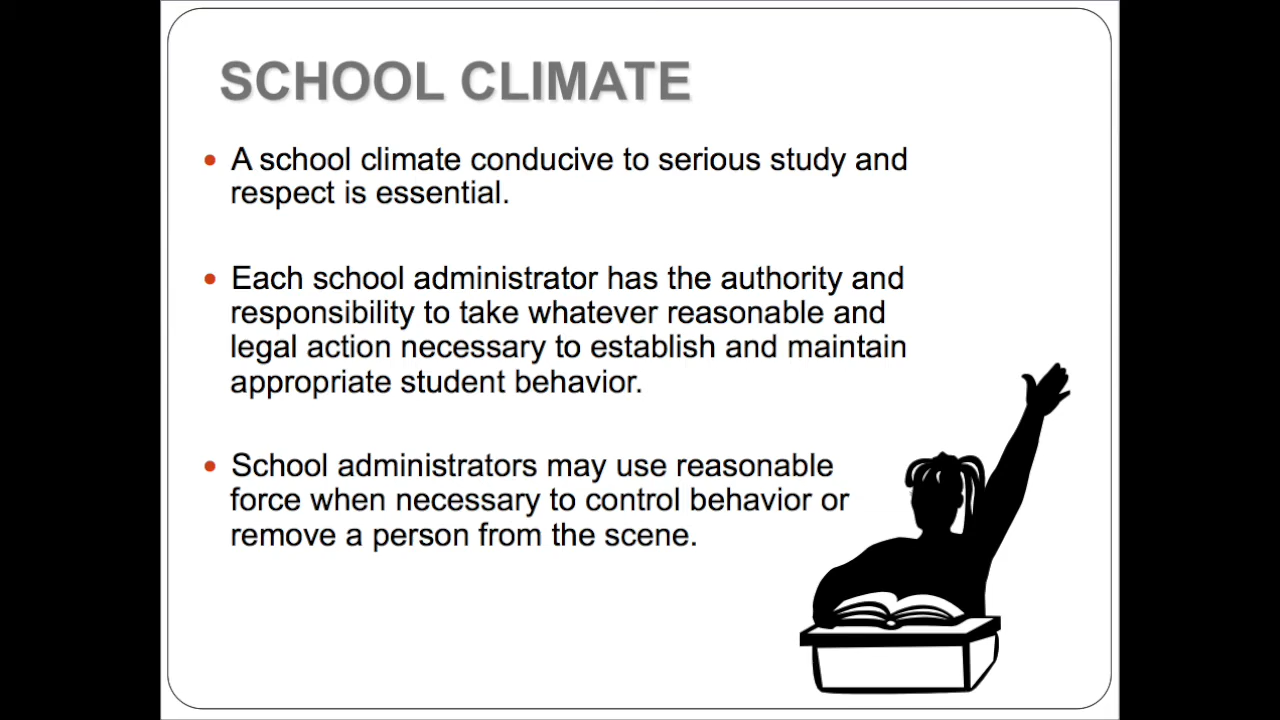 SCHOOL CLIMATE
A school climate conducive to serious study and
respect is essential.
Each school administrator has the authority and
responsibility to take whatever reasonable and
legal action necessary to establish and maintain
appropriate student behavior.
School administrators may use reasonable
force when necessary to control behavior or
remove a person from the scene.